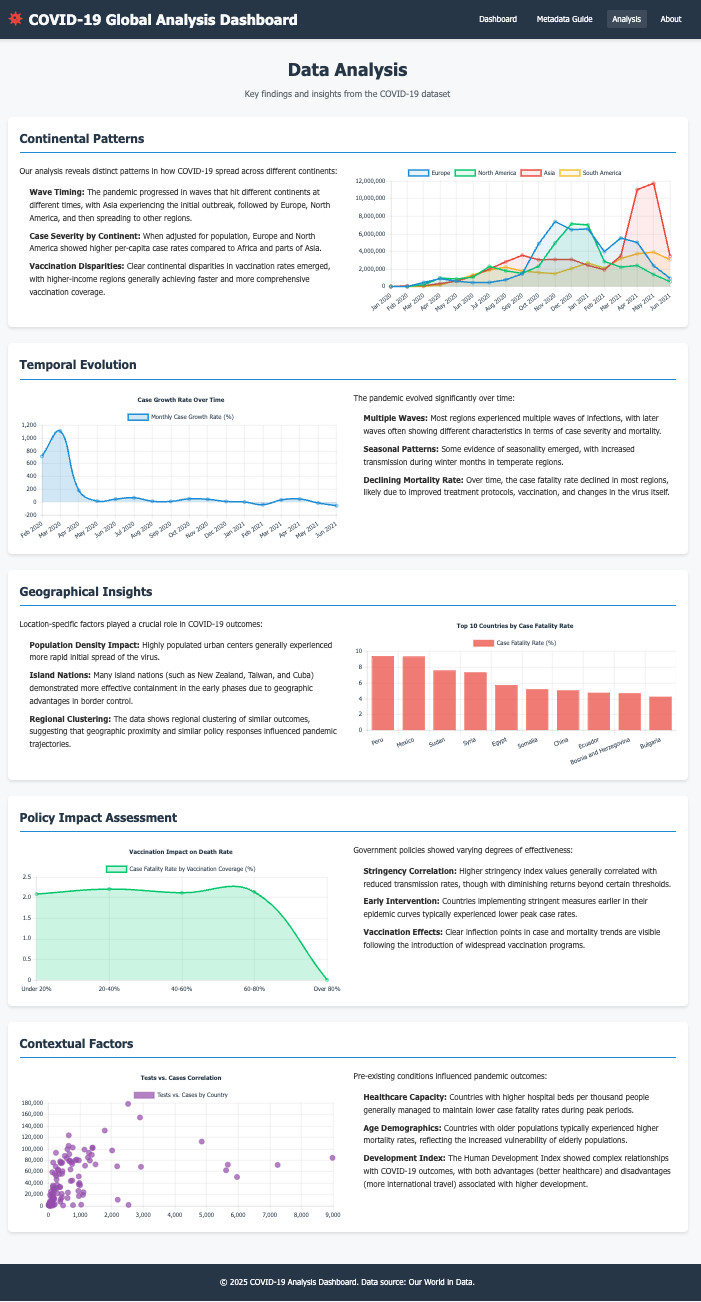 COVID-19 Global Analysis Dashboard
Dashboard
Metadata Guide
Analysis
About
Data Analysis
Key findings and insights from the COVID-19 dataset
Continental Patterns
Our analysis reveals distinct patterns in how COVID-19 spread across different continents:
Wave Timing: The pandemic progressed in waves that hit different continents at
different times, with Asia experiencing the initial outbreak, followed by Europe, North
America, and then spreading to other regions.
Case Severity by Continent: When adjusted for population, Europe and North
America showed higher per-capita case rates compared to Africa and parts of Asia.
Vaccination Disparities: Clear continental disparities in vaccination rates emerged,
with higher-income regions generally achieving faster and more comprehensive
vaccination coverage.
Europe
North America
Asia
South America
12,000,000
10,000,000
8,000,000
6,000,000
4,000,000
2,000,000
0
Jan 2020
Feb 2020
Mar 2020
Apr 2020
May 2020
Jun 2020
Jul 2020
Aug 2020
Sep 2020
Oct 2020
Nov 2020
Dec 2020
Jan 2021
Feb 2021
Mar 2021
Apr 2021
May 2021
Jun 2021
Temporal Evolution
Case Growth Rate Over Time
Monthly Case Growth Rate (%)
1,200
1,000
800
600
400
200
0
-200
Feb 2020
Mar 2020
Apr 2020
May 2020
Jun 2020
Jul 2020
Aug 2020
Sep 2020
Oct 2020
Nov 2020
Dec 2020
Jan 2021
Feb 2021
Mar 2021
Apr 2021
May 2021
Jun 2021
The pandemic evolved significantly over time:
Multiple Waves: Most regions experienced multiple waves of infections, with later
waves often showing different characteristics in terms of case severity and mortality.
Seasonal Patterns: Some evidence of seasonality emerged, with increased
transmission during winter months in temperate regions.
Declining Mortality Rate: Over time, the case fatality rate declined in most regions,
likely due to improved treatment protocols, vaccination, and changes in the virus itself.
Geographical Insights
Location-specific factors played a crucial role in COVID-19 outcomes:
Population Density Impact: Highly populated urban centers generally experienced
more rapid initial spread of the virus.
Island Nations: Many island nations (such as New Zealand, Taiwan, and Cuba)
demonstrated more effective containment in the early phases due to geographic
advantages in border control.
Regional Clustering: The data shows regional clustering of similar outcomes,
suggesting that geographic proximity and similar policy responses influenced pandemic
trajectories.
Top 10 Countries by Case Fatality Rate
Case Fatality Rate (%)
10
8
6
4
2
0
Peru
Mexico
Sudan
Syria
Egypt
Somalia
China
Ecuador
Bosnia and Herzegovina
Bulgaria
Policy Impact Assessment
Vaccination Impact on Death Rate
Case Fatality Rate by Vaccination Coverage (%)
2.5
2.0
1.5
1.0
0.5
0
Under 20%
20-40%
40-60%
60-80%
Over 80%
Government policies showed varying degrees of effectiveness:
Stringency Correlation: Higher stringency index values generally correlated with
reduced transmission rates, though with diminishing returns beyond certain thresholds.
Early Intervention: Countries implementing stringent measures earlier in their
epidemic curves typically experienced lower peak case rates.
Vaccination Effects: Clear inflection points in case and mortality trends are visible
following the introduction of widespread vaccination programs.
Contextual Factors
Tests vs. Cases Correlation
Tests vs. Cases by Country
180,000
160,000
140,000
120,000
100,000
80,000
60,000
40,000
20,000
0
0
1,000
2,000
3,000
4,000
5,000
6,000
7,000
8,000
9,000
Pre-existing conditions influenced pandemic outcomes:
Healthcare Capacity: Countries with higher hospital beds per thousand people
generally managed to maintain lower case fatality rates during peak periods.
Age Demographics: Countries with older populations typically experienced higher
mortality rates, reflecting the increased vulnerability of elderly populations.
Development Index: The Human Development Index showed complex relationships
with COVID-19 outcomes, with both advantages (better healthcare) and disadvantages
(more international travel) associated with higher development.
© 2025 COVID-19 Analysis Dashboard. Data source: Our World in Data.